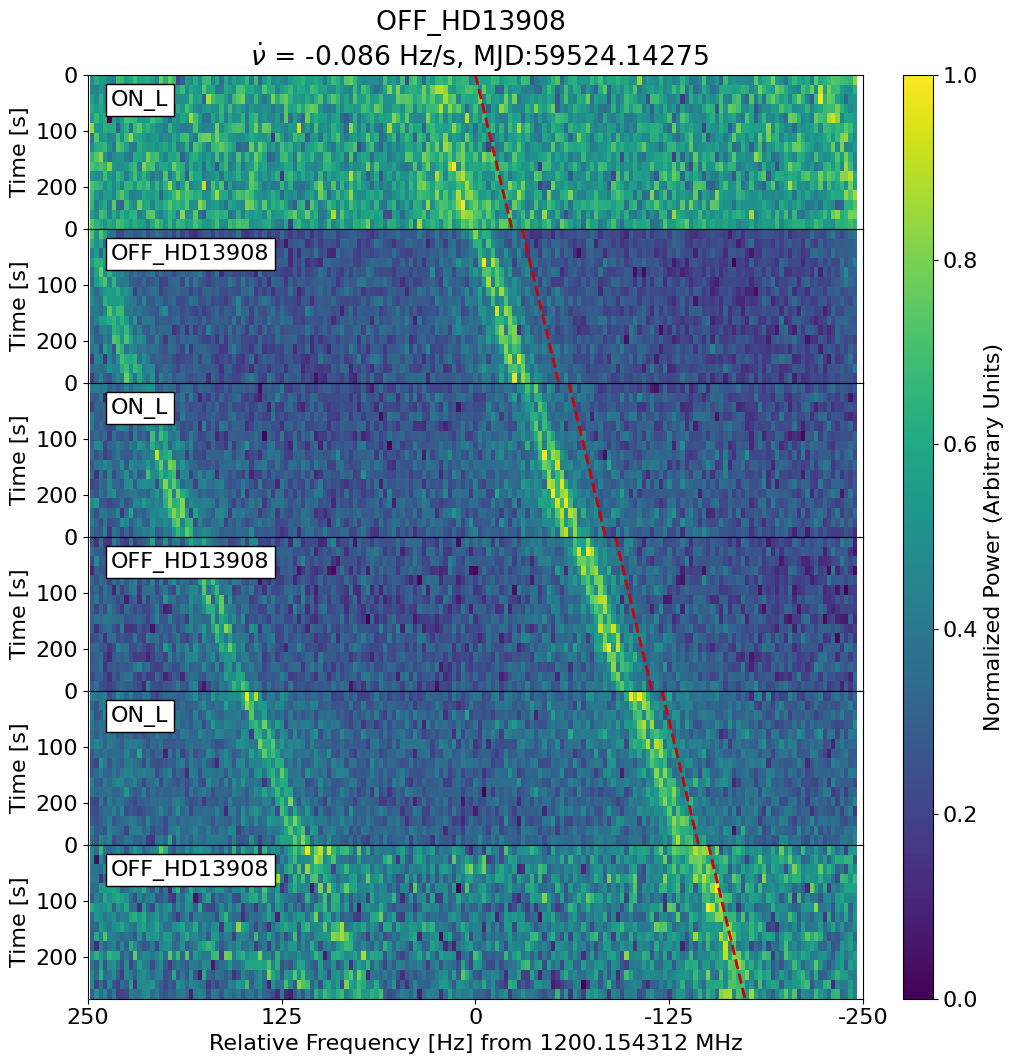 OFF_HD13908
ν̇ = -0.086 Hz/s, MJD:59524.14275
0
ON_L
100
200
Time [s]
0
OFF_HD13908
100
200
Time [s]
0
ON_L
100
200
Time [s]
0
OFF_HD13908
100
200
Time [s]
0
ON_L
100
200
Time [s]
0
OFF_HD13908
100
200
Time [s]
250 125 0 -125 -250
Relative Frequency [Hz] from 1200.154312 MHz
1.0
0.8
0.6
0.4
0.2
0.0
Normalized Power (Arbitrary Units)